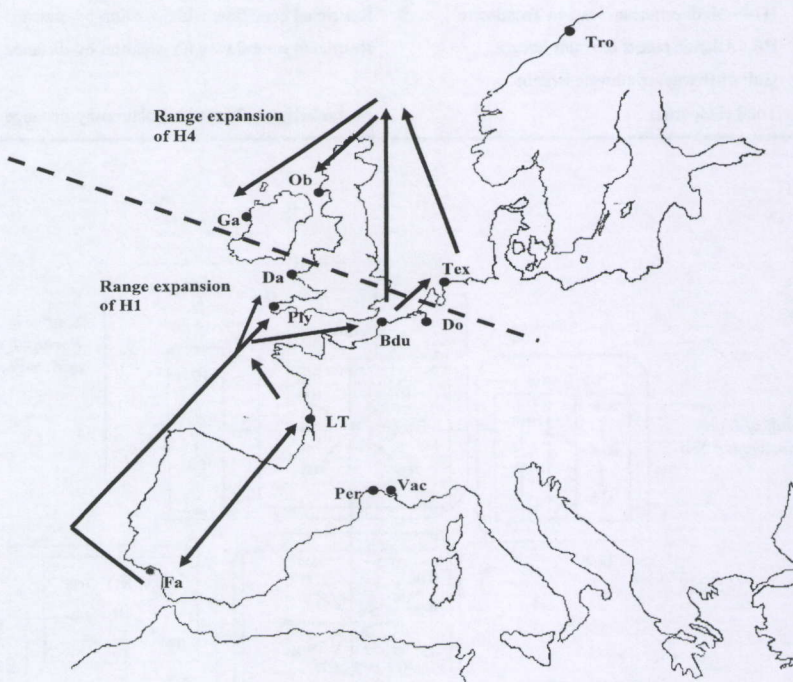 Tro
Range expansion
of H4
Ob
Ga
Da
Tex
Range expansion
of H1
Ply
Do
Bdu
LT
Per
Vac
Fa